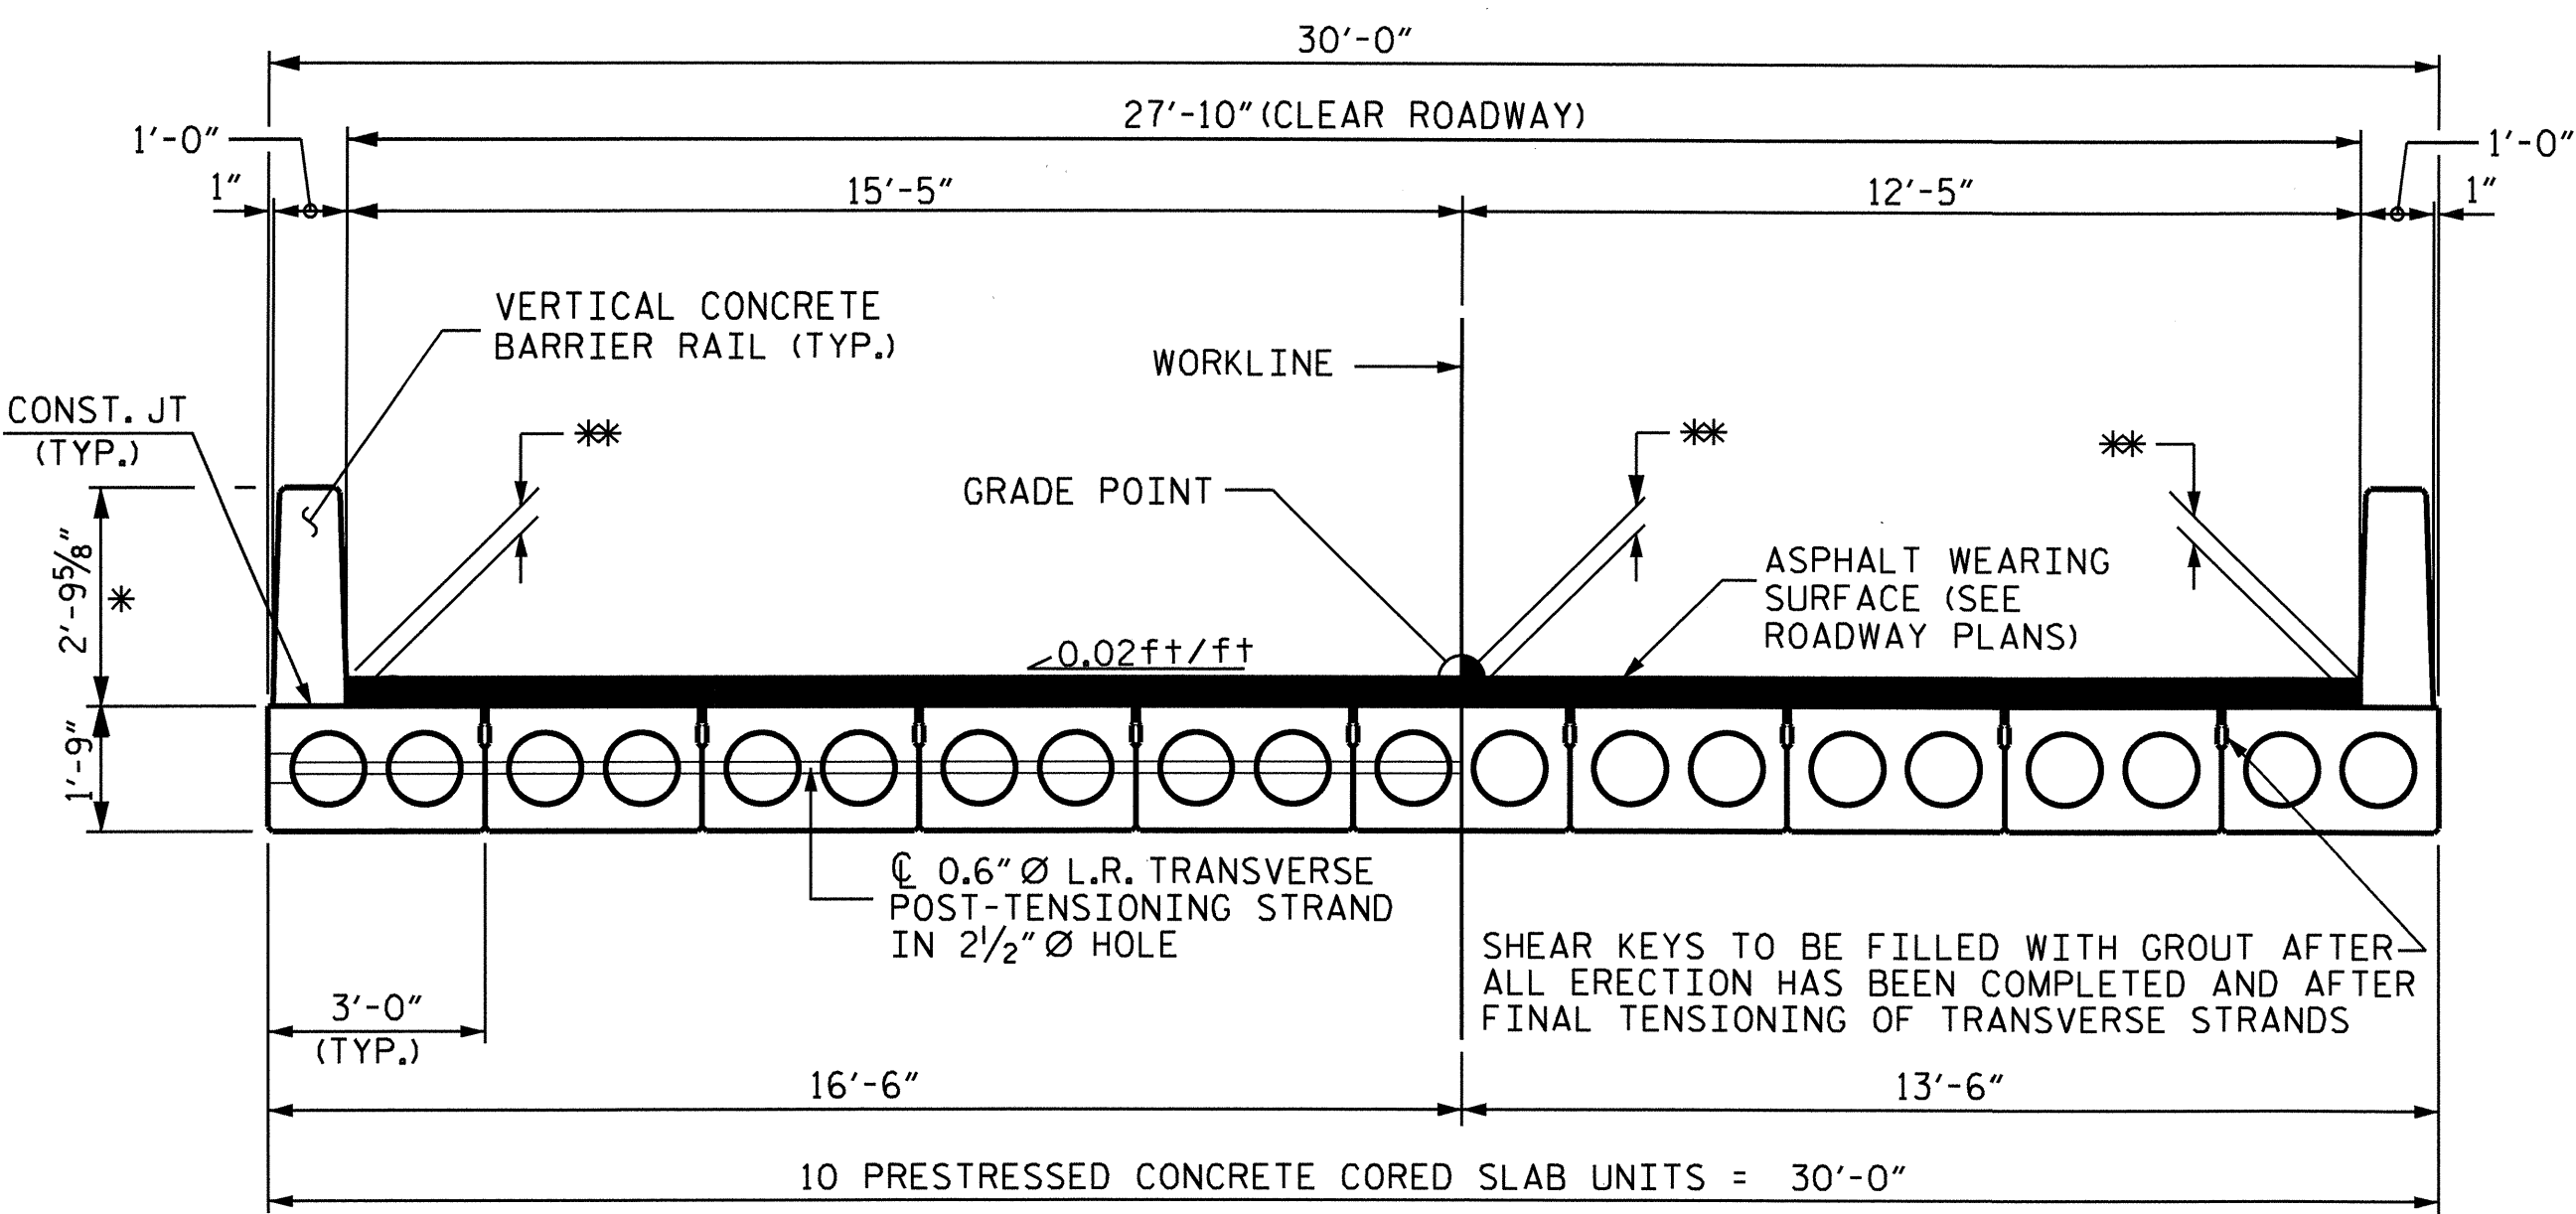 30'-0"
27'-10" (CLEAR ROADWAY)
1'-0"
1'-0"
1"
15'-5"
12'-5"
1"
VERTICAL CONCRETE
BARRIER RAIL (TYP.)
WORKLINE
CONST. JT
(TYP.)
**
**
**
GRADE POINT
2'-9⅝"
*
ASPHALT WEARING
SURFACE (SEE
ROADWAY PLANS)
0.02ft/ft
1'-9"
℄ 0.6" Ø L.R. TRANSVERSE
POST-TENSIONING STRAND
IN 2½" Ø HOLE
SHEAR KEYS TO BE FILLED WITH GROUT AFTER
ALL ERECTION HAS BEEN COMPLETED AND AFTER
FINAL TENSIONING OF TRANSVERSE STRANDS
3'-0"
(TYP.)
16'-6"
13'-6"
10 PRESTRESSED CONCRETE CORED SLAB UNITS = 30'-0"